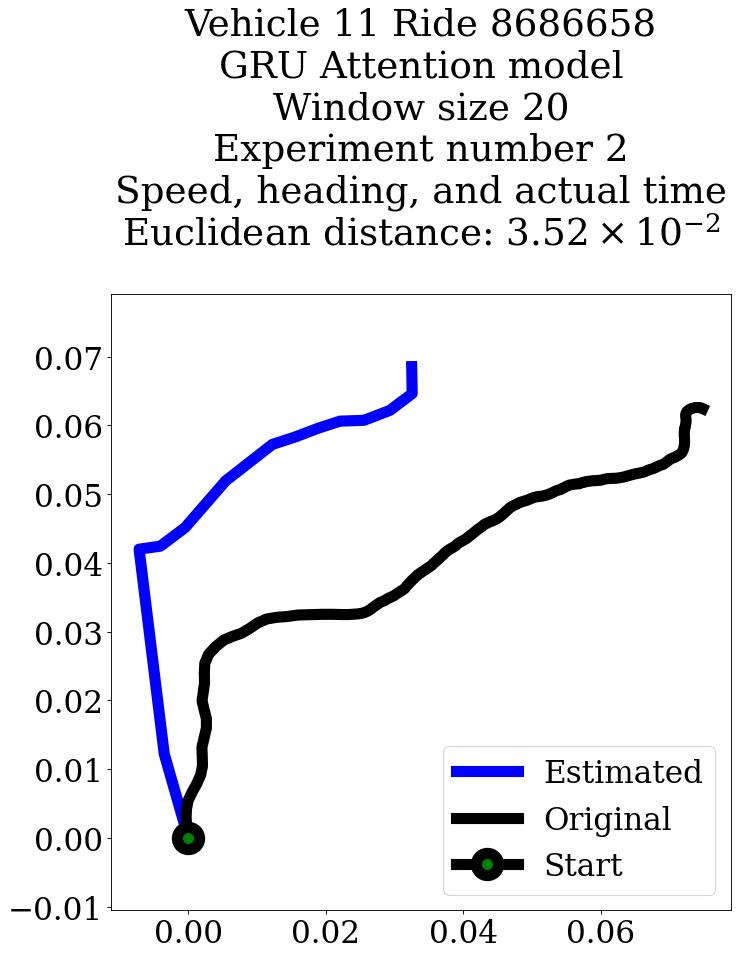 Vehicle 11 Ride 8686658
GRU Attention model
Window size 20
Experiment number 2
Speed, heading, and actual time
Euclidean distance: 3.52 × 10⁻²
0.07
0.06
0.05
0.04
0.03
0.02
0.01
0.00
−0.01
0.00 0.02 0.04 0.06
Estimated
Original
Start